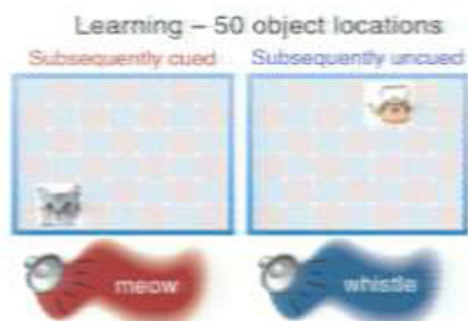 Learning – 50 object locations
Subsequently cued
Subsequently uncued
meow
whistle